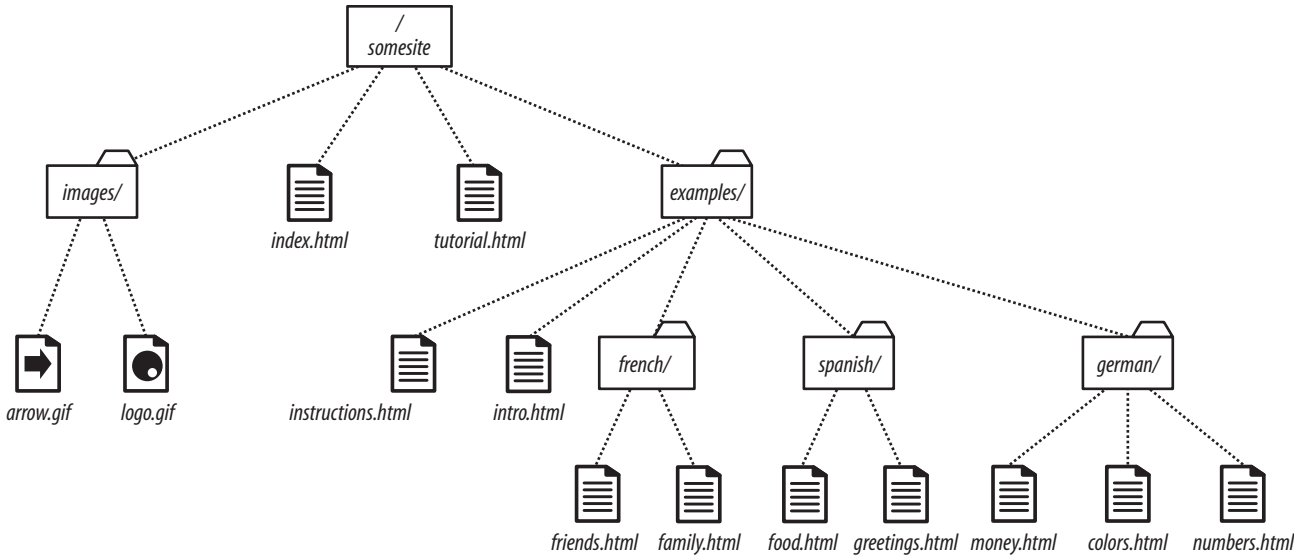 /
somesite
images/
index.html
tutorial.html
examples/
arrow.gif
logo.gif
instructions.html
intro.html
french/
spanish/
german/
friends.html
family.html
food.html
greetings.html
money.html
colors.html
numbers.html